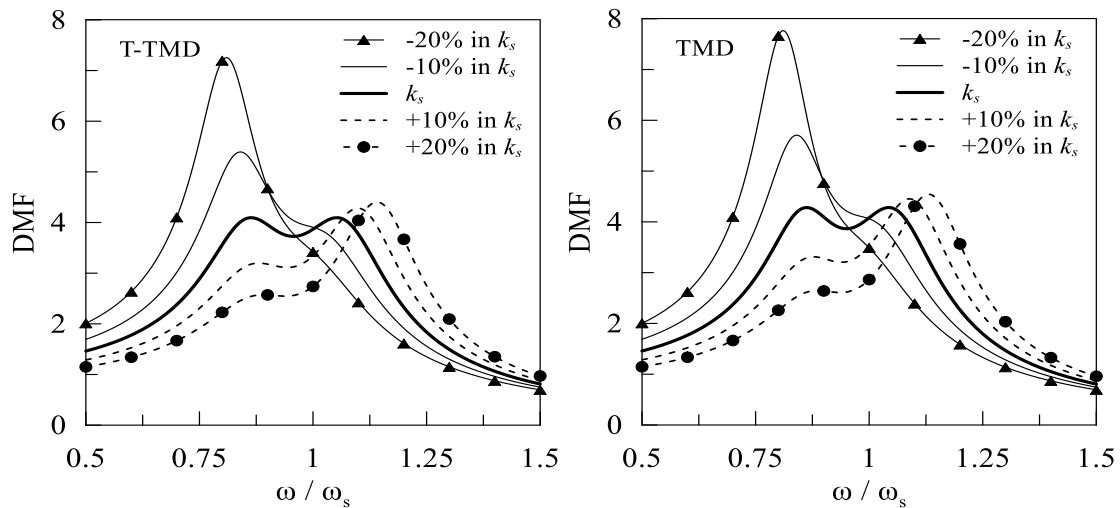 8
T-TMD
-20% in kₛ
-10% in kₛ
kₛ
+10% in kₛ
+20% in kₛ
6
4
2
0
DMF
0.5 0.75 1 1.25 1.5
ω / ωₛ
8
TMD
-20% in kₛ
-10% in kₛ
kₛ
+10% in kₛ
+20% in kₛ
6
4
2
0
DMF
0.5 0.75 1 1.25 1.5
ω / ωₛ